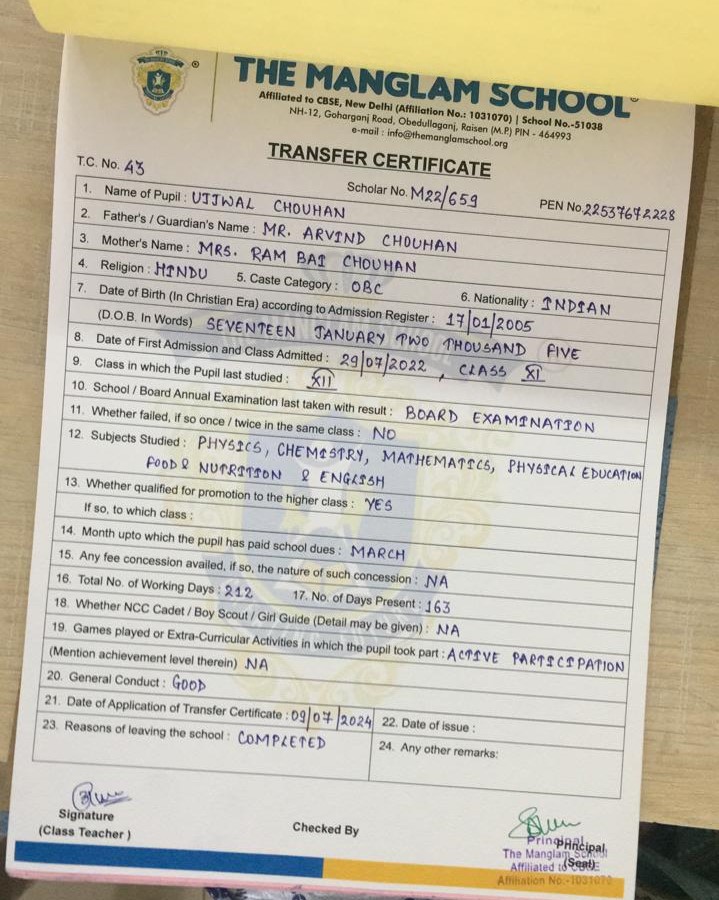 THE MANGLAM SCHOOL
Affiliated to CBSE, New Delhi (Affiliation No.: 1031070) | School No.-51038
NH-12, Goharganj Road, Obedullaganj, Raisen (M.P.) PIN - 464993
e-mail : info@themanglamschool.org
TRANSFER CERTIFICATE
T.C. No. 43 Scholar No. M22/659 PEN No. 22537642228
1. Name of Pupil : UJJWAL CHOUHAN
2. Father's / Guardian's Name : MR. ARVIND CHOUHAN
3. Mother's Name : MRS. RAM BAI CHOUHAN
4. Religion : HINDU 5. Caste Category : OBC 6. Nationality : INDIAN
7. Date of Birth (In Christian Era) according to Admission Register : 17/01/2005
(D.O.B. In Words) SEVENTEEN JANUARY TWO THOUSAND FIVE
8. Date of First Admission and Class Admitted : 29/07/2022 , CLASS XI
9. Class in which the Pupil last studied : XII
10. School / Board Annual Examination last taken with result : BOARD EXAMINATION
11. Whether failed, if so once / twice in the same class : NO
12. Subjects Studied : PHYSICS, CHEMISTRY, MATHEMATICS, PHYSICAL EDUCATION
FOOD & NUTRITION & ENGLISH
13. Whether qualified for promotion to the higher class : YES
If so, to which class :
14. Month upto which the pupil has paid school dues : MARCH
15. Any fee concession availed, if so, the nature of such concession : NA
16. Total No. of Working Days : 212 17. No. of Days Present : 163
18. Whether NCC Cadet / Boy Scout / Girl Guide (Detail may be given) : NA
19. Games played or Extra-Curricular Activities in which the pupil took part : ACTIVE PARTICIPATION
(Mention achievement level therein) NA
20. General Conduct : GOOD
21. Date of Application of Transfer Certificate : 09/07/2024 22. Date of issue :
23. Reasons of leaving the school : COMPLETED 24. Any other remarks:
Signature
(Class Teacher )
Checked By
Principal
(Seal)
Principal
The Manglam School
Affiliated to CBSE
Affiliation No.-1031070